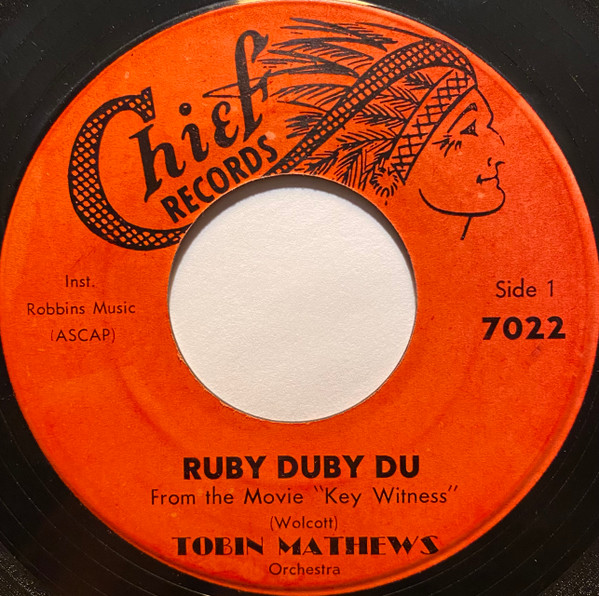 Chief
RECORDS
Inst.
Robbins Music
(ASCAP)
Side 1
7022
RUBY DUBY DU
From the Movie "Key Witness"
(Wolcott)
TOBIN MATHEWS
Orchestra